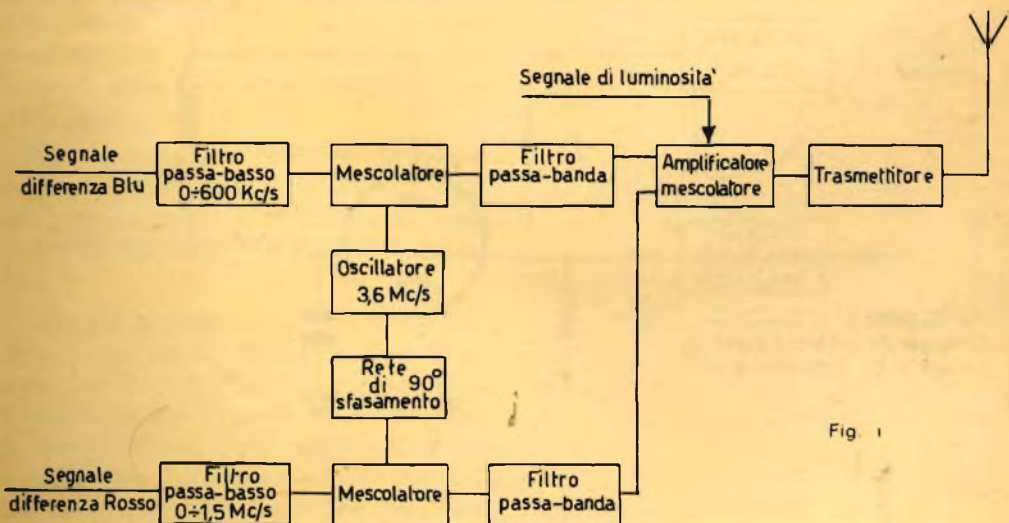 Segnale di luminosità
Segnale
differenza Blu
Filtro
passa-basso
0÷600 Kc/s
Mescolatore
Filtro
passa-banda
Amplificatore
mescolatore
Trasmettitore
Oscillatore
3,6 Mc/s
Rete
di 90°
sfasamento
Segnale
differenza Rosso
Filtro
passa-basso
0÷1,5 Mc/s
Mescolatore
Filtro
passa-banda
Fig. 1